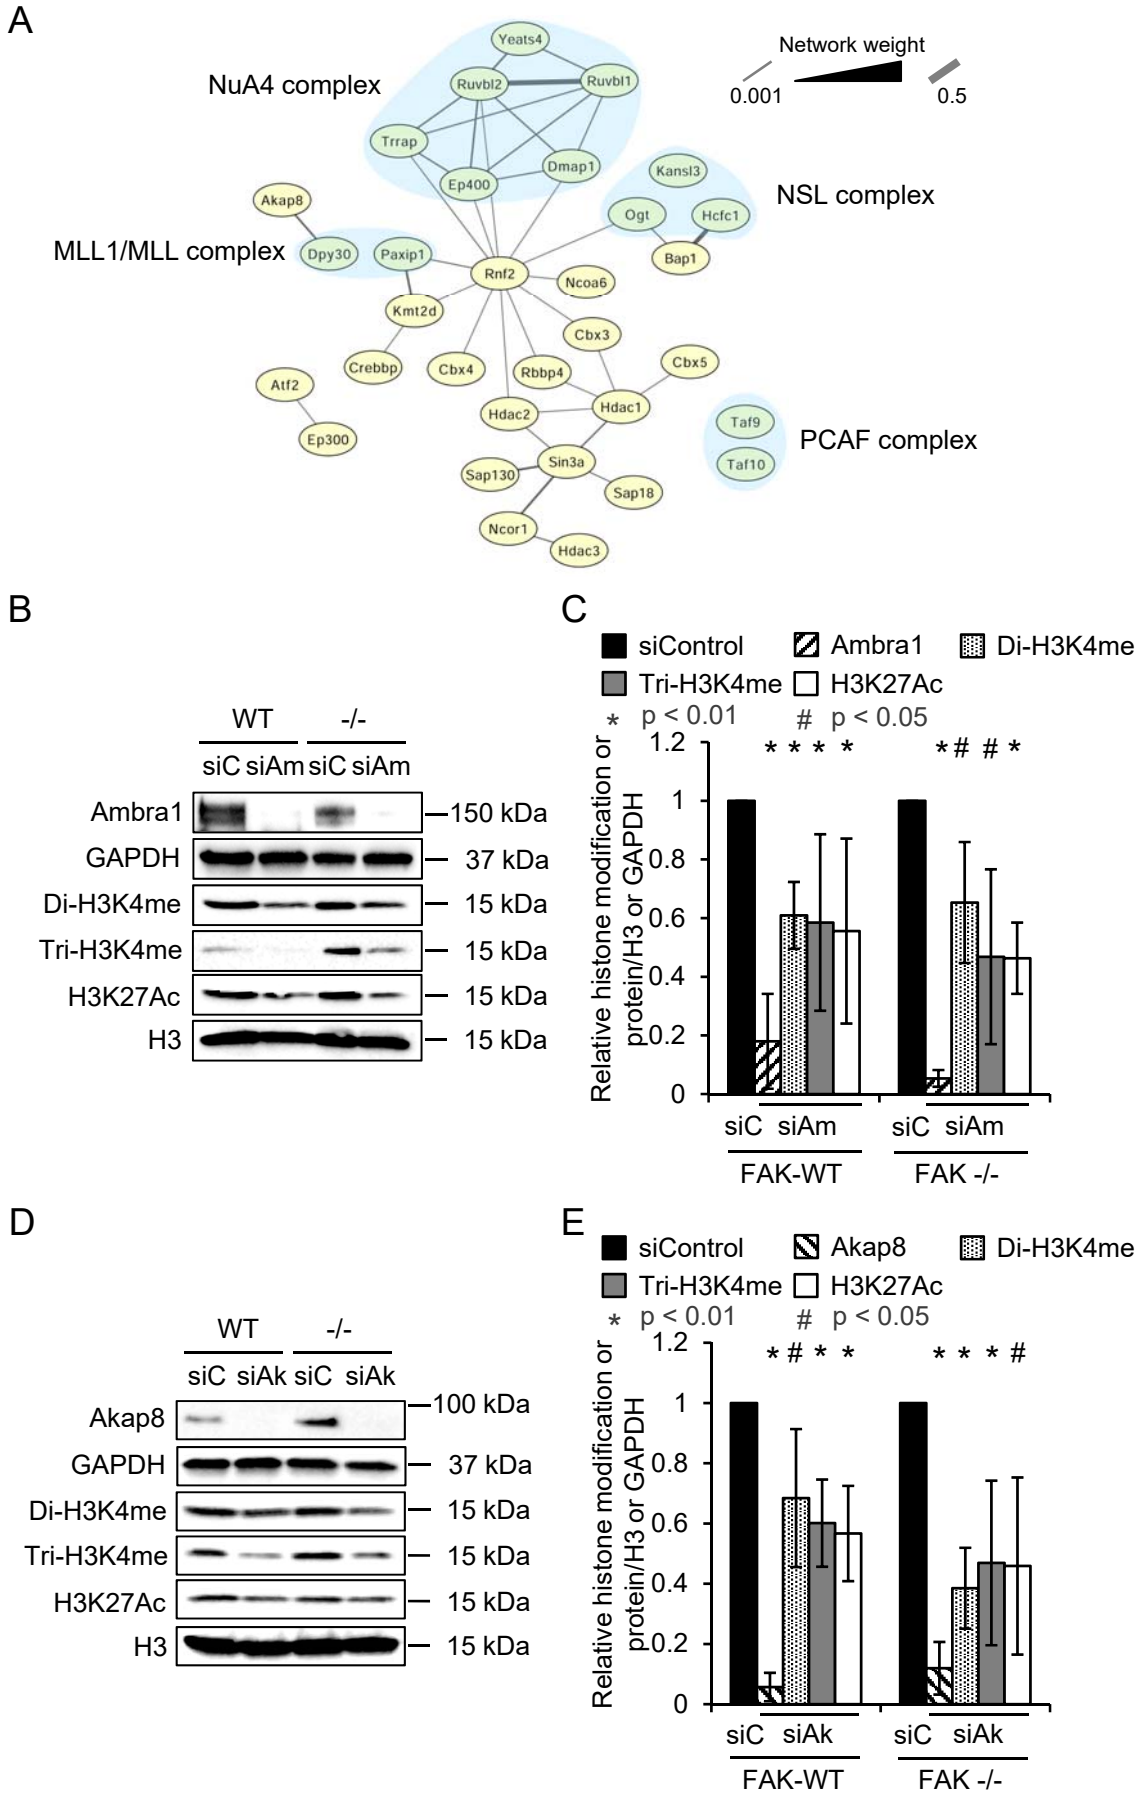 A
Yeats4
Network weight
NuA4 complex
Ruvbl2
Ruvbl1
0.001
0.5
Trrap
Dmap1
Ep400
Kansl3
NSL complex
Akap8
Ogt
Hcfc1
MLL1/MLL complex
Dpy30
Paxip1
Bap1
Rnf2
Ncoa6
Kmt2d
Cbx3
Crebbp
Cbx4
Rbbp4
Cbx5
Atf2
Hdac2
Hdac1
Taf9
PCAF complex
Ep300
Taf10
Sin3a
Sap130
Sap18
Ncor1
Hdac3
B
WT -/-
siC siAm siC siAm
Ambra1 150 kDa
GAPDH 37 kDa
Di-H3K4me 15 kDa
Tri-H3K4me 15 kDa
H3K27Ac 15 kDa
H3 15 kDa
C
siControl Ambra1 Di-H3K4me
Tri-H3K4me H3K27Ac
* p < 0.01 # p < 0.05
Relative histone modification or
protein/H3 or GAPDH
1.2
1
0.8
0.6
0.4
0.2
0
* * * * * # # *
siC siAm siC siAm
FAK-WT FAK -/-
D
WT -/-
siC siAk siC siAk
Akap8 100 kDa
GAPDH 37 kDa
Di-H3K4me 15 kDa
Tri-H3K4me 15 kDa
H3K27Ac 15 kDa
H3 15 kDa
E
siControl Akap8 Di-H3K4me
Tri-H3K4me H3K27Ac
* p < 0.01 # p < 0.05
Relative histone modification or
protein/H3 or GAPDH
1.2
1
0.8
0.6
0.4
0.2
0
* # * * * * * #
siC siAk siC siAk
FAK-WT FAK -/-